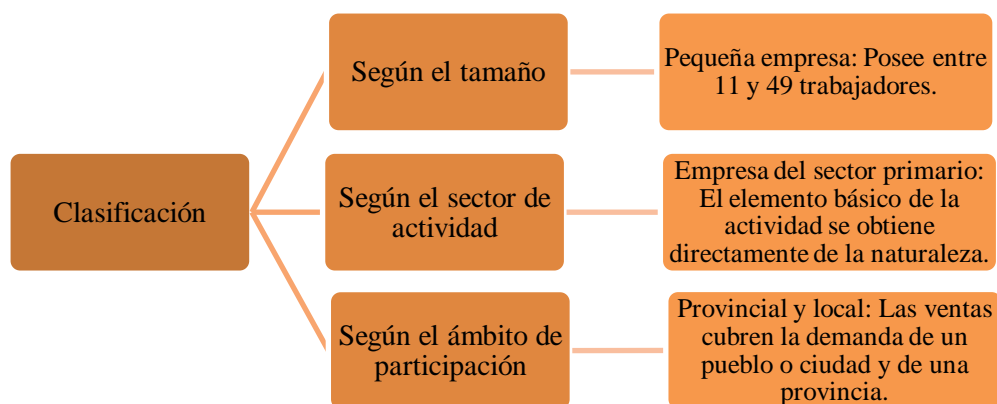 Clasificación
Según el tamaño
Pequeña empresa: Posee entre
11 y 49 trabajadores.
Según el sector de
actividad
Empresa del sector primario:
El elemento básico de la
actividad se obtiene
directamente de la naturaleza.
Según el ámbito de
participación
Provincial y local: Las ventas
cubren la demanda de un
pueblo o ciudad y de una
provincia.